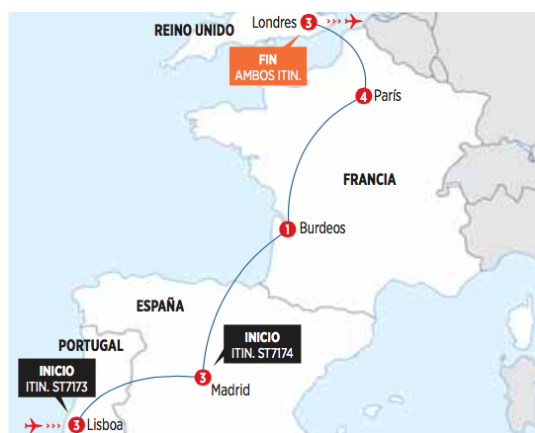 Londres 3
REINO UNIDO
FIN
AMBOS ITIN.
4 París
FRANCIA
1 Burdeos
ESPAÑA
INICIO
ITIN. ST7174
PORTUGAL
INICIO
ITIN. ST7173
3
Madrid
3 Lisboa